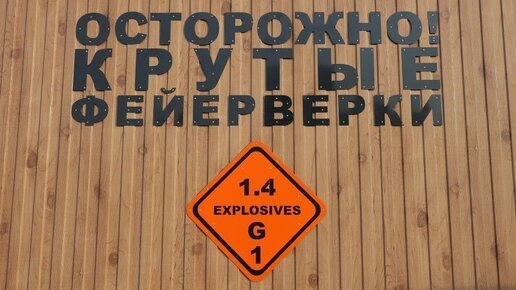 ОСТОРОЖНО!
КРУТЫЕ
ФЕЙЕРВЕРКИ
1.4
EXPLOSIVES
G
1